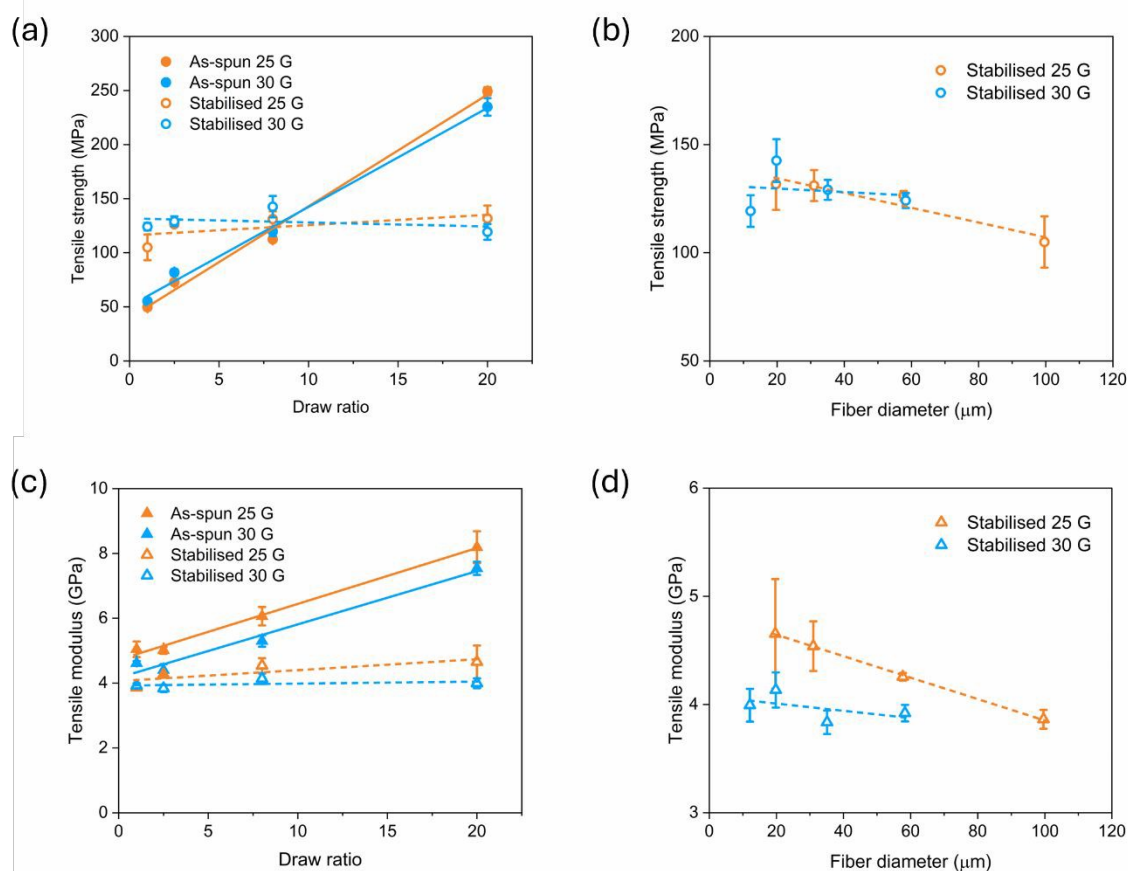 (a)
300
250
200
150
100
50
0
Tensile strength (MPa)
As-spun 25 G
As-spun 30 G
Stabilised 25 G
Stabilised 30 G
0 5 10 15 20
Draw ratio
(b)
200
150
100
50
Tensile strength (MPa)
Stabilised 25 G
Stabilised 30 G
0 20 40 60 80 100 120
Fiber diameter (μm)
(c)
10
8
6
4
2
0
Tensile modulus (GPa)
As-spun 25 G
As-spun 30 G
Stabilised 25 G
Stabilised 30 G
0 5 10 15 20
Draw ratio
(d)
6
5
4
3
Tensile modulus (GPa)
Stabilised 25 G
Stabilised 30 G
0 20 40 60 80 100 120
Fiber diameter (μm)